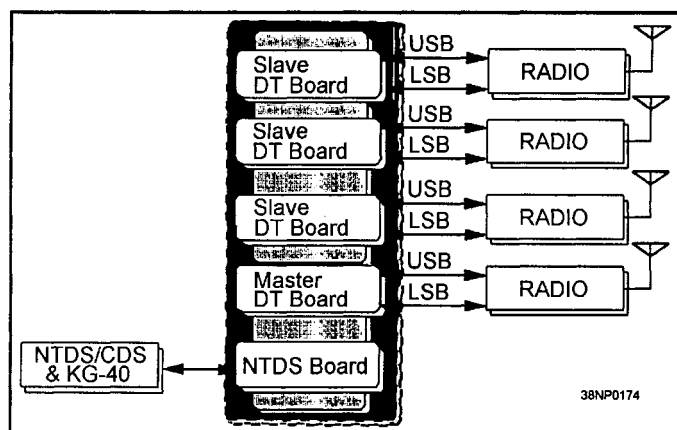 USB
Slave
DT Board
RADIO
LSB
USB
Slave
DT Board
RADIO
LSB
USB
Slave
DT Board
RADIO
LSB
USB
Master
DT Board
RADIO
LSB
NTDS/CDS
& KG-40
NTDS Board
38NP0174